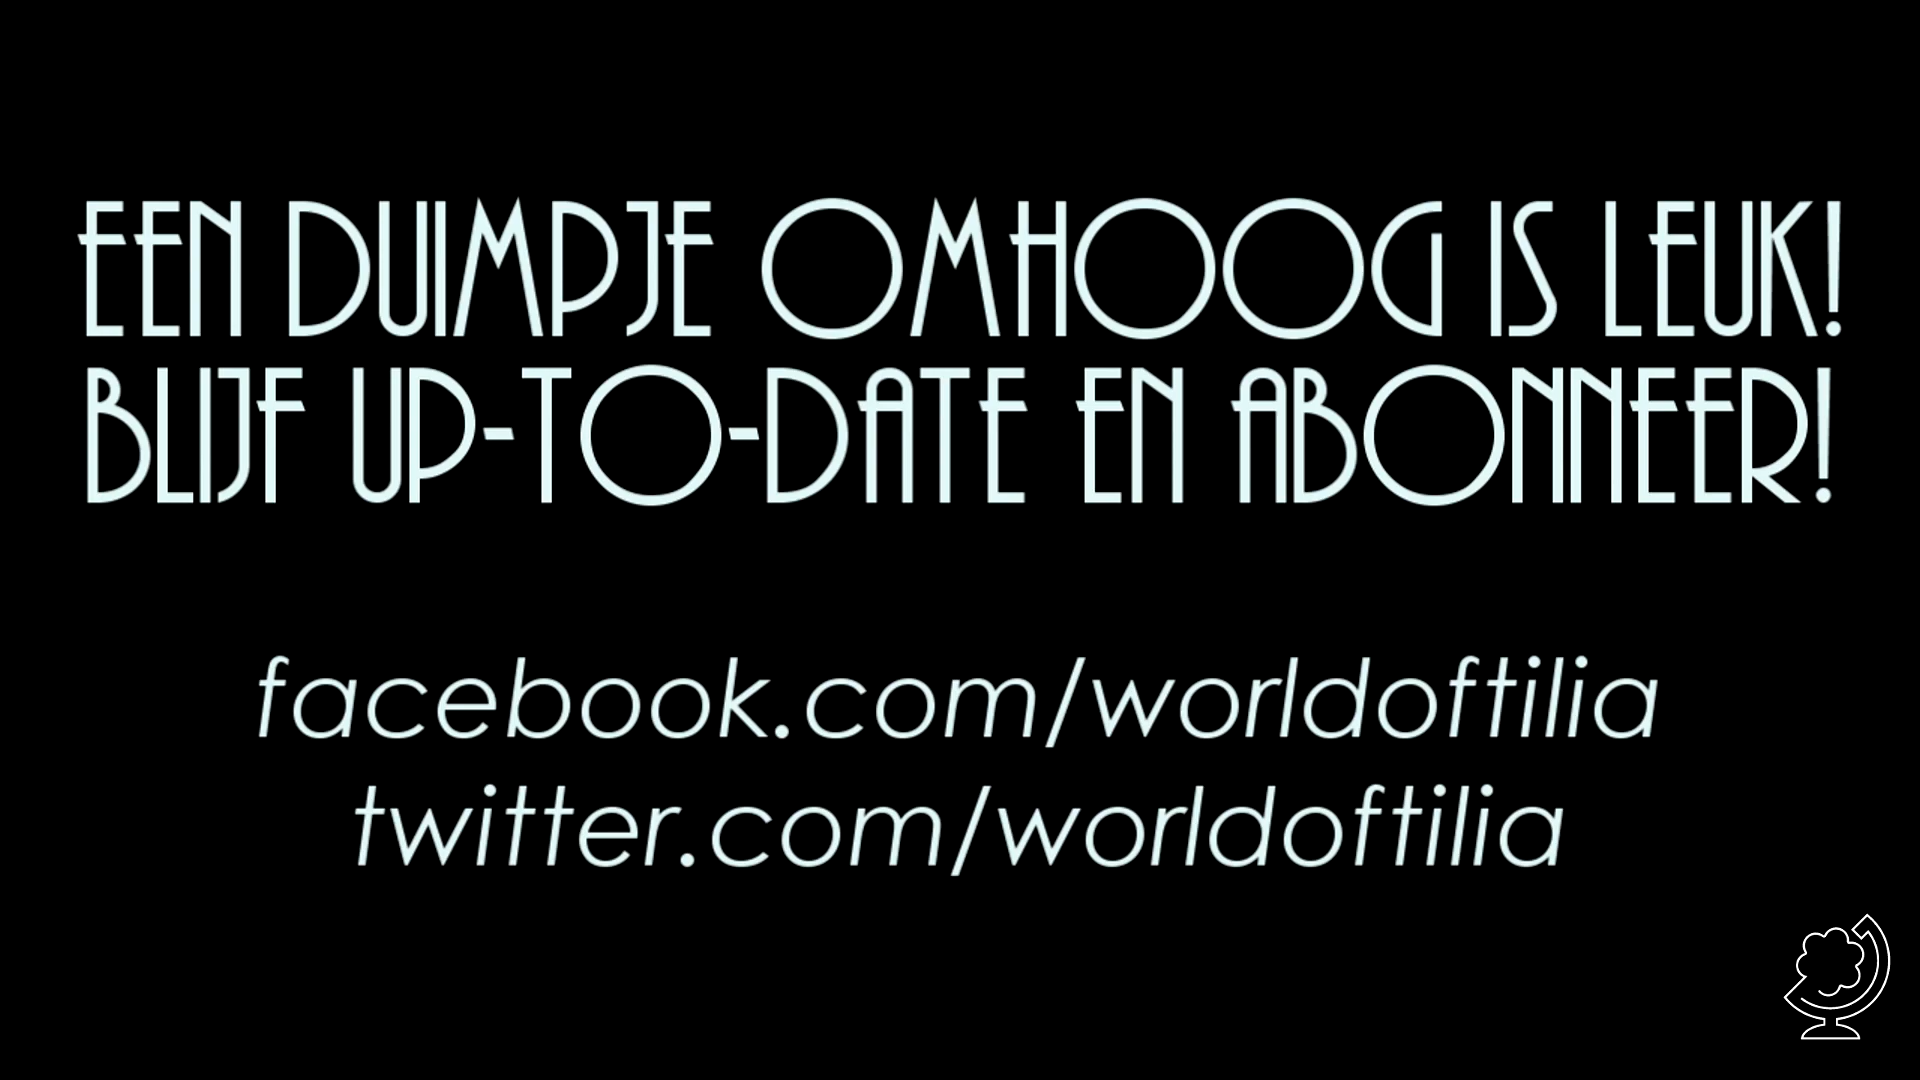 EEN DUIMPJE OMHOOG IS LEUK!
BLIJF UP-TO-DATE EN ABONNEER!
facebook.com/worldoftilia
twitter.com/worldoftilia